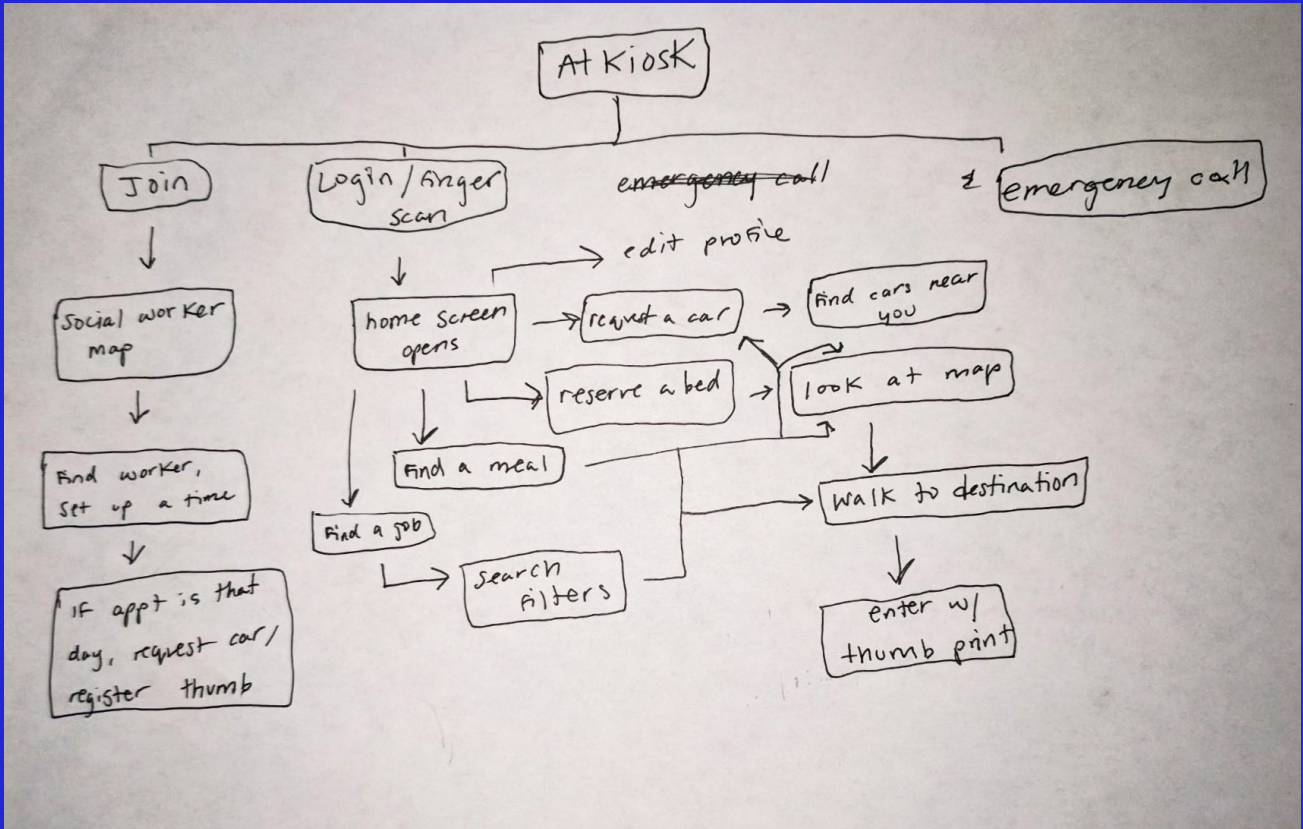 At Kiosk
Join
Login/Finger
scan
emergency call
emergency call
edit profile
Social worker
map
home screen
opens
request a car
Find cars near
you
reserve a bed
look at map
Find a meal
Find worker,
set up a time
walk to destination
Find a job
search
filters
IF appt is that
day, request car/
register thumb
enter w/
thumb print